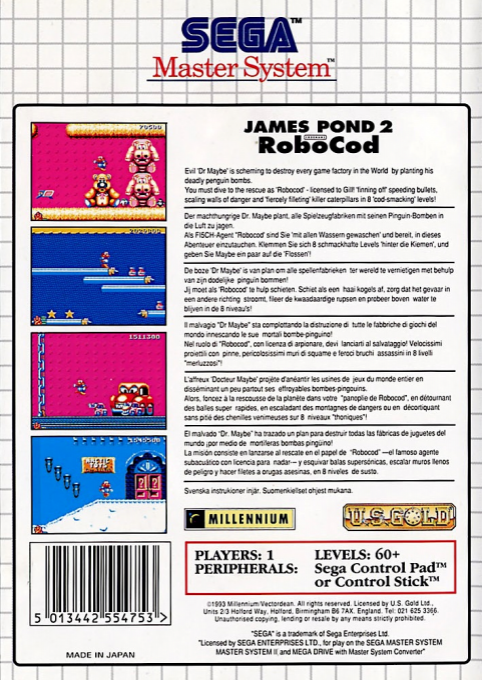 SEGA™
Master System™
JAMES POND 2
RoboCod
70500
2029200
1511300
Evil 'Dr Maybe' is scheming to destroy every game factory in the World by planting his
deadly penguin bombs.
You must dive to the rescue as 'Robocod' - licensed to Gill! 'finning off' speeding bullets,
scaling walls of danger and 'fiercely filleting' killer caterpillars in 8 'cod-smacking' levels!
Der machthungrige Dr. Maybe plant, alle Spielzeugfabriken mit seinen Pinguin-Bomben in
die Luft zu jagen.
Als FISCH-Agent "Robocod' sind Sie 'mit allen Wassern gewaschen' und bereit, in dieses
Abenteuer einzutauchen. Klemmen Sie sich 8 schmackhafte Levels 'hinter die Kiemen', und
geben Sie Maybe ein paar auf die 'Flossen'!
De boze 'Dr Maybe' is van plan om alle spellenfabrieken ter wereld te vernietigen met behulp
van zijn dodelijke pinguin bommen!
Jij moet als 'Robocod' te hulp schieten. Schiet als een haai kogels af, zorg dat het gevaar in
een andere richting stroomt, fileer de kwaadaardige rupsen en probeer boven water te
blijven in de 8 niveau's!
Il malvagio "Dr Maybe" sta complottando la distruzione di tutte le fabbriche di giochi del
mondo innescando le sue mortali bombe-pinguino!
Nel ruolo di "Robocod", con licenza di arpionare, devi lanciarti al salvataggio! Velocissimi
proiettili con pinne, pericolosissimi muri di squame e feroci bruchi assassini in 8 livelli
"merluzzosi"!
L'affreux 'Docteur Maybe' projète d'anéantir les usines de jeux du monde entier en
disséminant un peu partout ses effroyables bombes-pingouins.
Alors, foncez à la rescousse de la planète dans votre "panoplie de Robocod", en détournant
des balles super rapides, en escaladant des montagnes de dangers ou en décortiquant
sans pitié des chenilles venimeuses sur 8 niveaux "thoniques"!
El malvado "Dr. Maybe" ha trazado un plan para destruir todas las fábricas de juguetes del
mundo ¡por medio de mortiferas bombas pingüino!
La misión consiste en lanzarse al rescate en el papel de "Robocod" —el famoso agente
subacuático con licencia para nadar— y esquivar balas supersónicas, escalar muros llenos
de peligro y hacer filetes a orugas asesinas, en 8 niveles de susto.
Svenska instruktioner injár. Suomenkielset ohjest mukana.
MILLENNIUM
U.S. GOLD
PLAYERS: 1 LEVELS: 60+
PERIPHERALS: Sega Control Pad™
or Control Stick™
5 013442 554753 >
MADE IN JAPAN
©1993 Millennium/Vectordean. All rights reserved. Licensed by U.S. Gold Ltd.,
Units 2/3 Holford Way, Holford, Birmingham B6 7AX. England. Tel: 021 625 3366.
Unauthorised copying, lending or resale by any means strictly prohibited.
"SEGA" is a trademark of Sega Enterprises Ltd.
"Licensed by SEGA ENTERPRISES LTD., for play on the SEGA MASTER SYSTEM
MASTER SYSTEM II and MEGA DRIVE with Master System Converter"